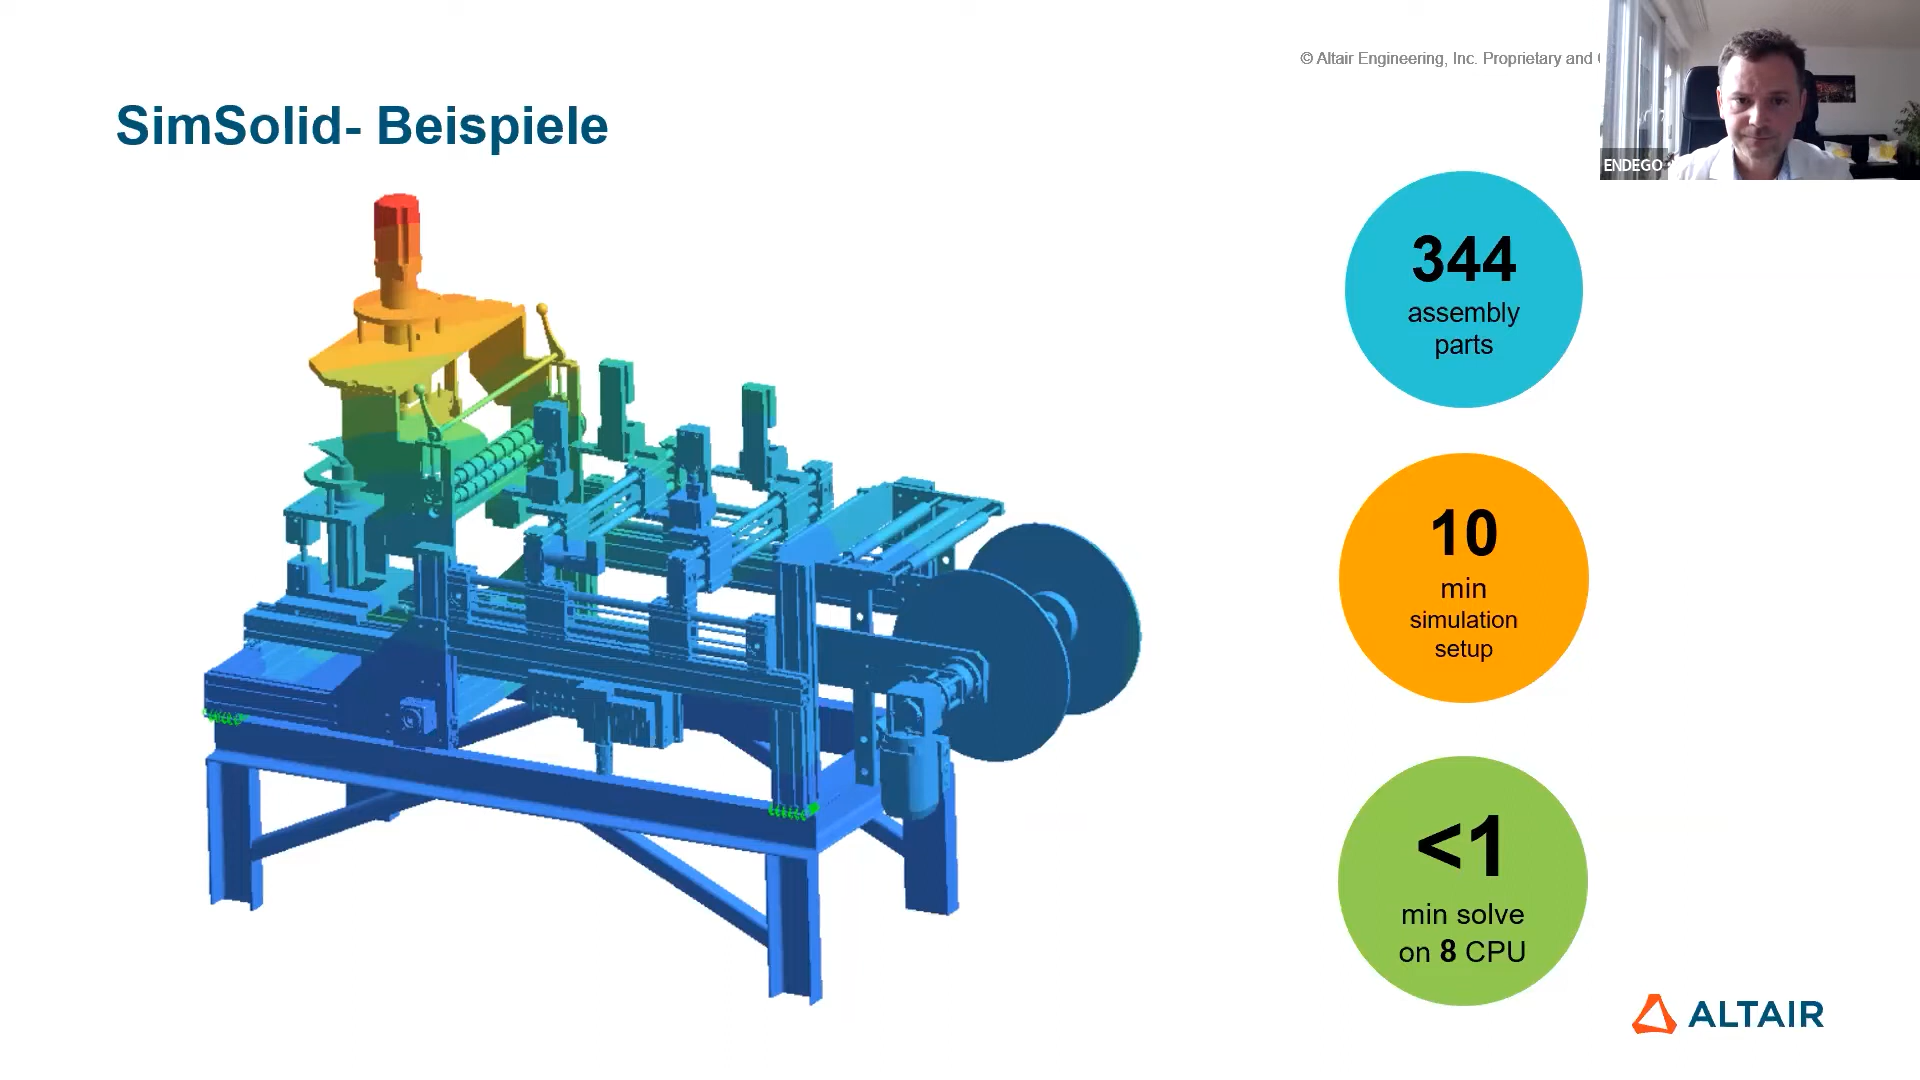 © Altair Engineering, Inc. Proprietary and
SimSolid- Beispiele
ENDEGO
344
assembly
parts
10
min
simulation
setup
<1
min solve
on 8 CPU
ALTAIR